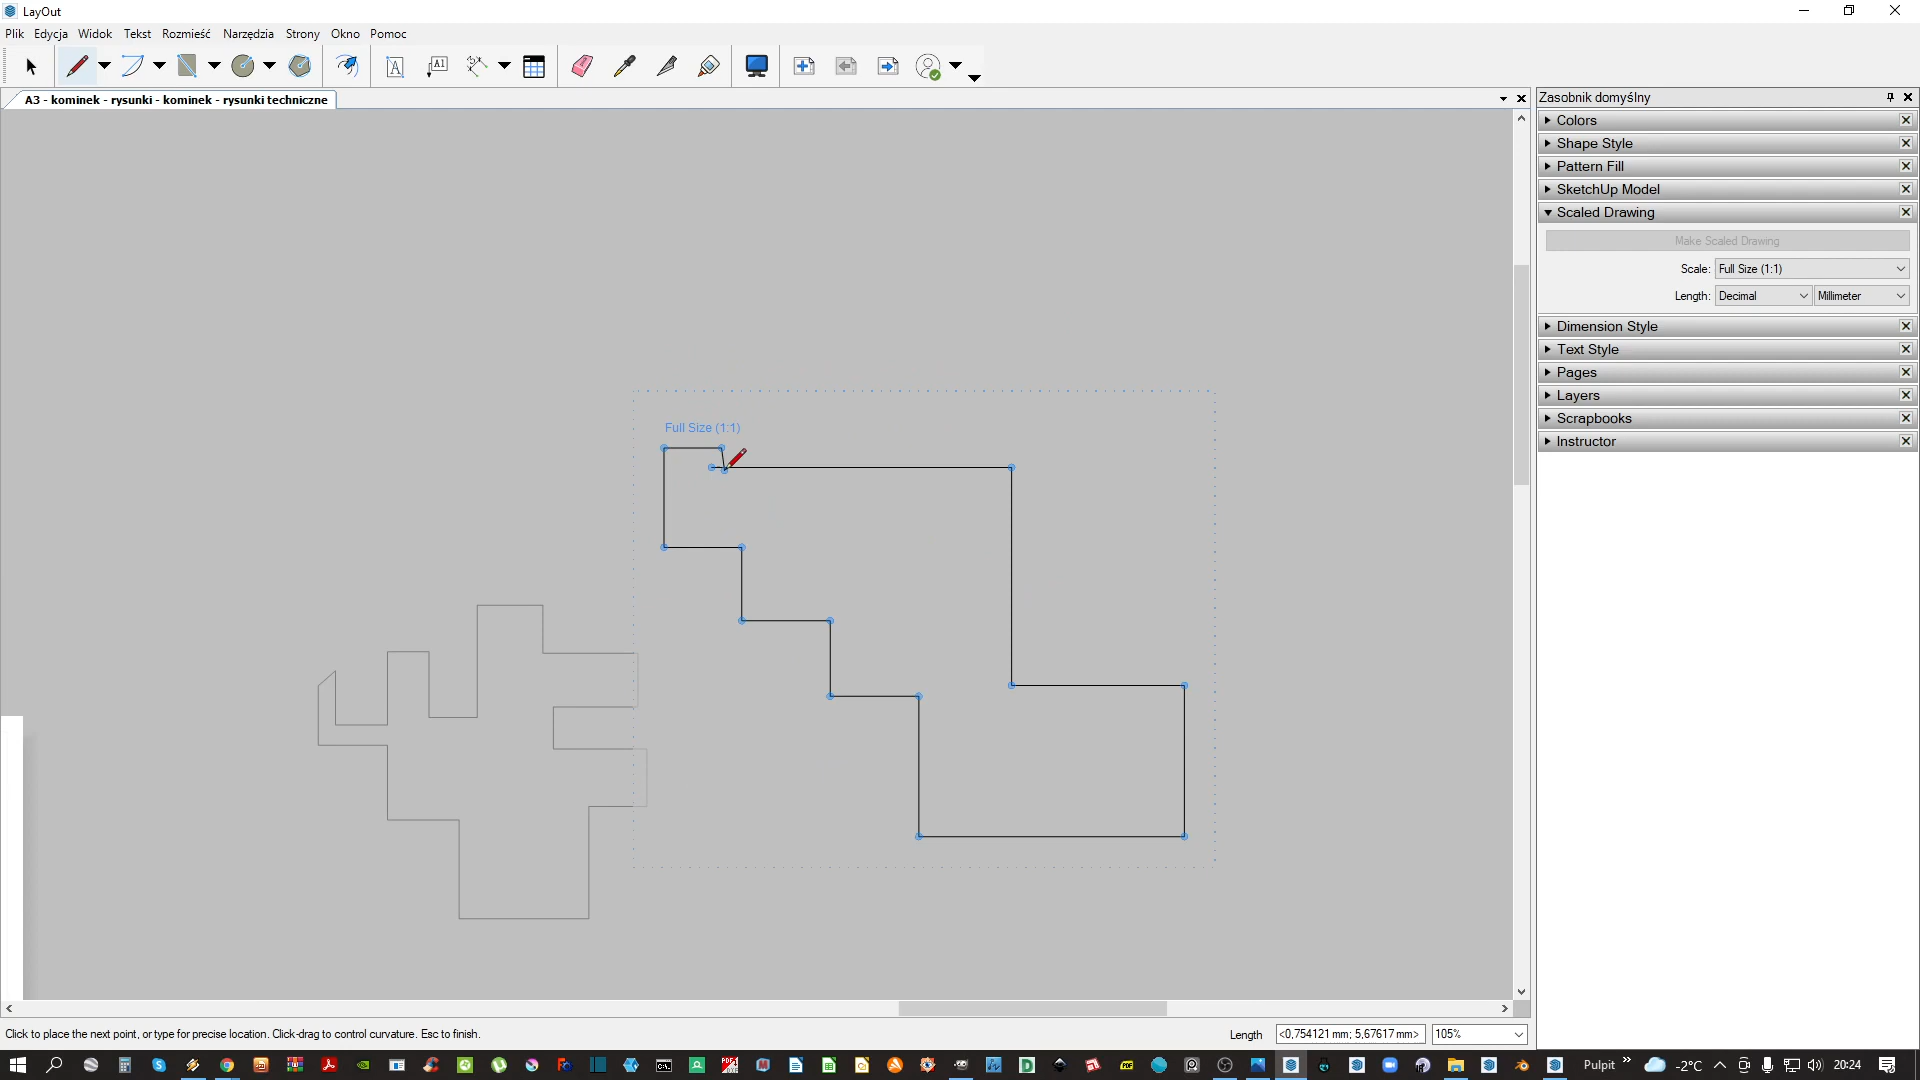 LayOut
Plik Edycja Widok Tekst Rozmieść Narzędzia Strony Okno Pomoc
A3 - kominek - rysunki - kominek - rysunki techniczne
Zasobnik domyślny
Colors
Shape Style
Pattern Fill
SketchUp Model
Scaled Drawing
Make Scaled Drawing
Scale: Full Size (1:1)
Length: Decimal Millimeter
Dimension Style
Text Style
Pages
Layers
Scrapbooks
Instructor
Full Size (1:1)
Click to place the next point, or type for precise location. Click-drag to control curvature. Esc to finish.
Length <0,754121 mm; 5,67617 mm> 105%
Pulpit -2°C 20:24